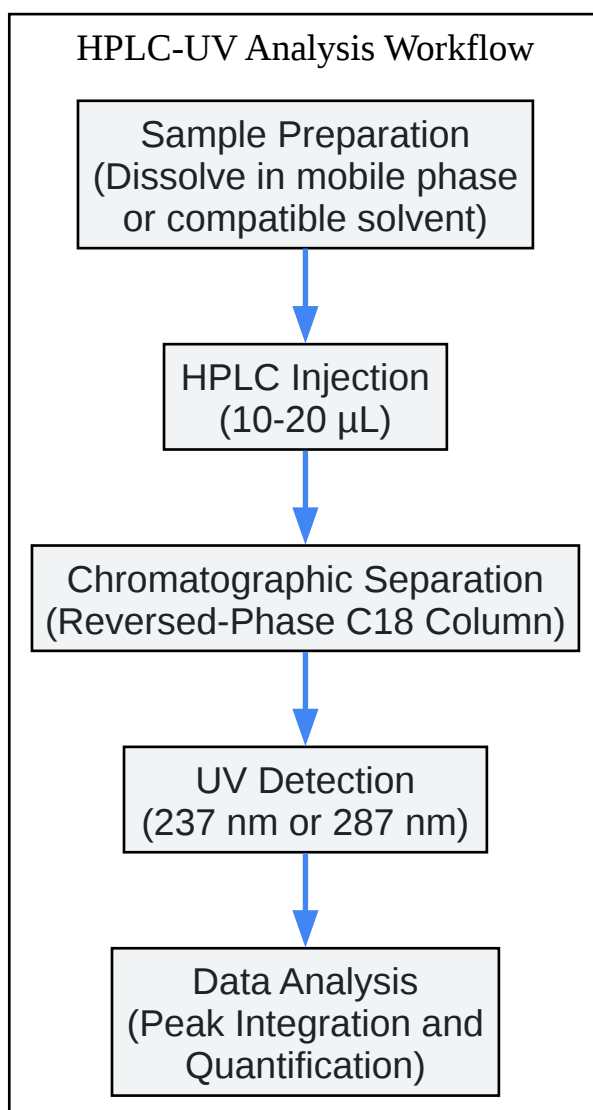 HPLC-UV Analysis Workflow
Sample Preparation
(Dissolve in mobile phase
or compatible solvent)
HPLC Injection
(10-20 µL)
Chromatographic Separation
(Reversed-Phase C18 Column)
UV Detection
(237 nm or 287 nm)
Data Analysis
(Peak Integration and
Quantification)